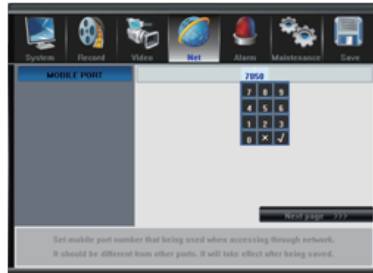 System Record Video Net Alarm Maintenance Save
MOBILE PORT 7050
7 8 9
4 5 6
1 2 3
0 × √
Next page >>>
Set mobile port number that being used when accessing through network.
It should be different from other ports. It will take effect after being saved.